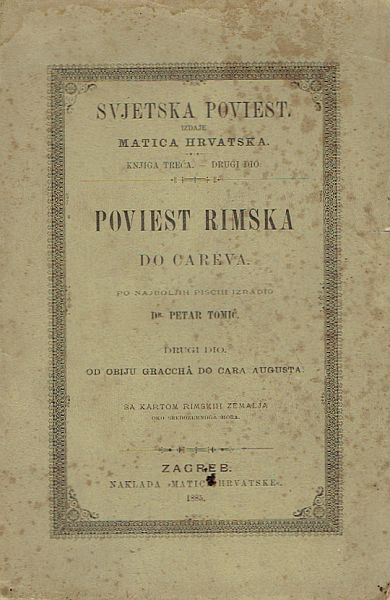 SVJETSKA POVIEST.
IZDAJE
MATICA HRVATSKA.
KNJIGA TREĆA. — DRUGI DIO.
POVIEST RIMSKA
DO CAREVA.
PO NAJBOLJIH PISCIH IZRADIO
DR. PETAR TOMIĆ.
DRUGI DIO.
OD OBIJU GRACCHÂ DO CARA AUGUSTA.
SA KARTOM RIMSKIH ZEMALJA
OKO SREDOZEMNOGA MORA.
ZAGREB.
NAKLADA »MATICE HRVATSKE«.
1885.